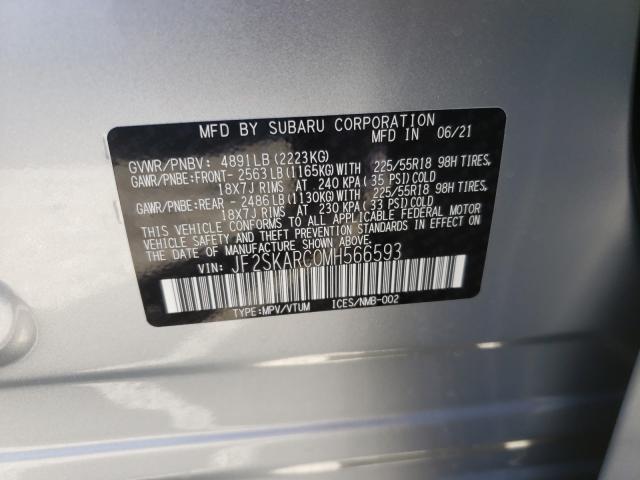 MFD BY SUBARU CORPORATION MFD IN 06/21
GVWR/PNBV: 4891LB(2223KG)
GAWR/PNBE:FRONT- 2563LB(1165KG)WITH 225/55R18 98H TIRES,
18X7J RIMS AT 240 KPA(35 PSI)COLD
GAWR/PNBE:REAR - 2486LB(1130KG)WITH 225/55R18 98H TIRES,
18X7J RIMS AT 230 KPA(33 PSI)COLD
THIS VEHICLE CONFORMS TO ALL APPLICABLE FEDERAL MOTOR
VEHICLE SAFETY AND THEFT PREVENTION STANDARDS IN EFFECT ON
THE DATE OF MANUFACTURE SHOWN ABOVE.
VIN: JF2SKARC0MH566593
TYPE:MPV/VTUM ICES/NMB-002